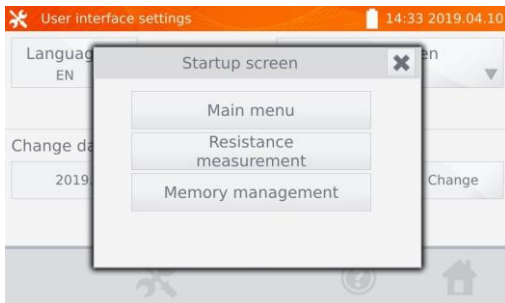 User interface settings
14:33 2019.04.10
Languag
en
EN
Startup screen
Main menu
Resistance
measurement
Memory management
Change da
2019.
Change